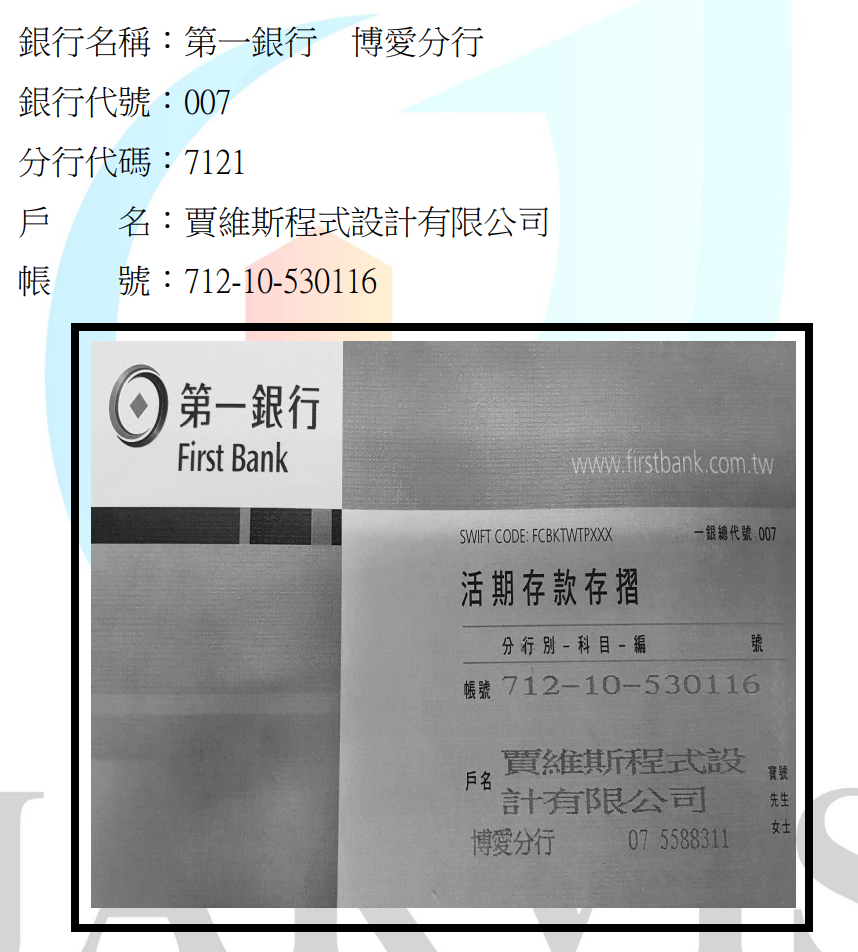 銀行名稱：第一銀行　博愛分行
銀行代號：007
分行代碼：7121
戶　　名：賈維斯程式設計有限公司
帳　　號：712-10-530116
第一銀行
First Bank
www.firstbank.com.tw
SWIFT CODE: FCBKTWTPXXX　一銀總代號 007
活期存款存摺
分行別－科目－編　號
帳號 712-10-530116
戶名 賈維斯程式設
計有限公司
寶號
先生
女士
博愛分行　07 5588311
JARVIS